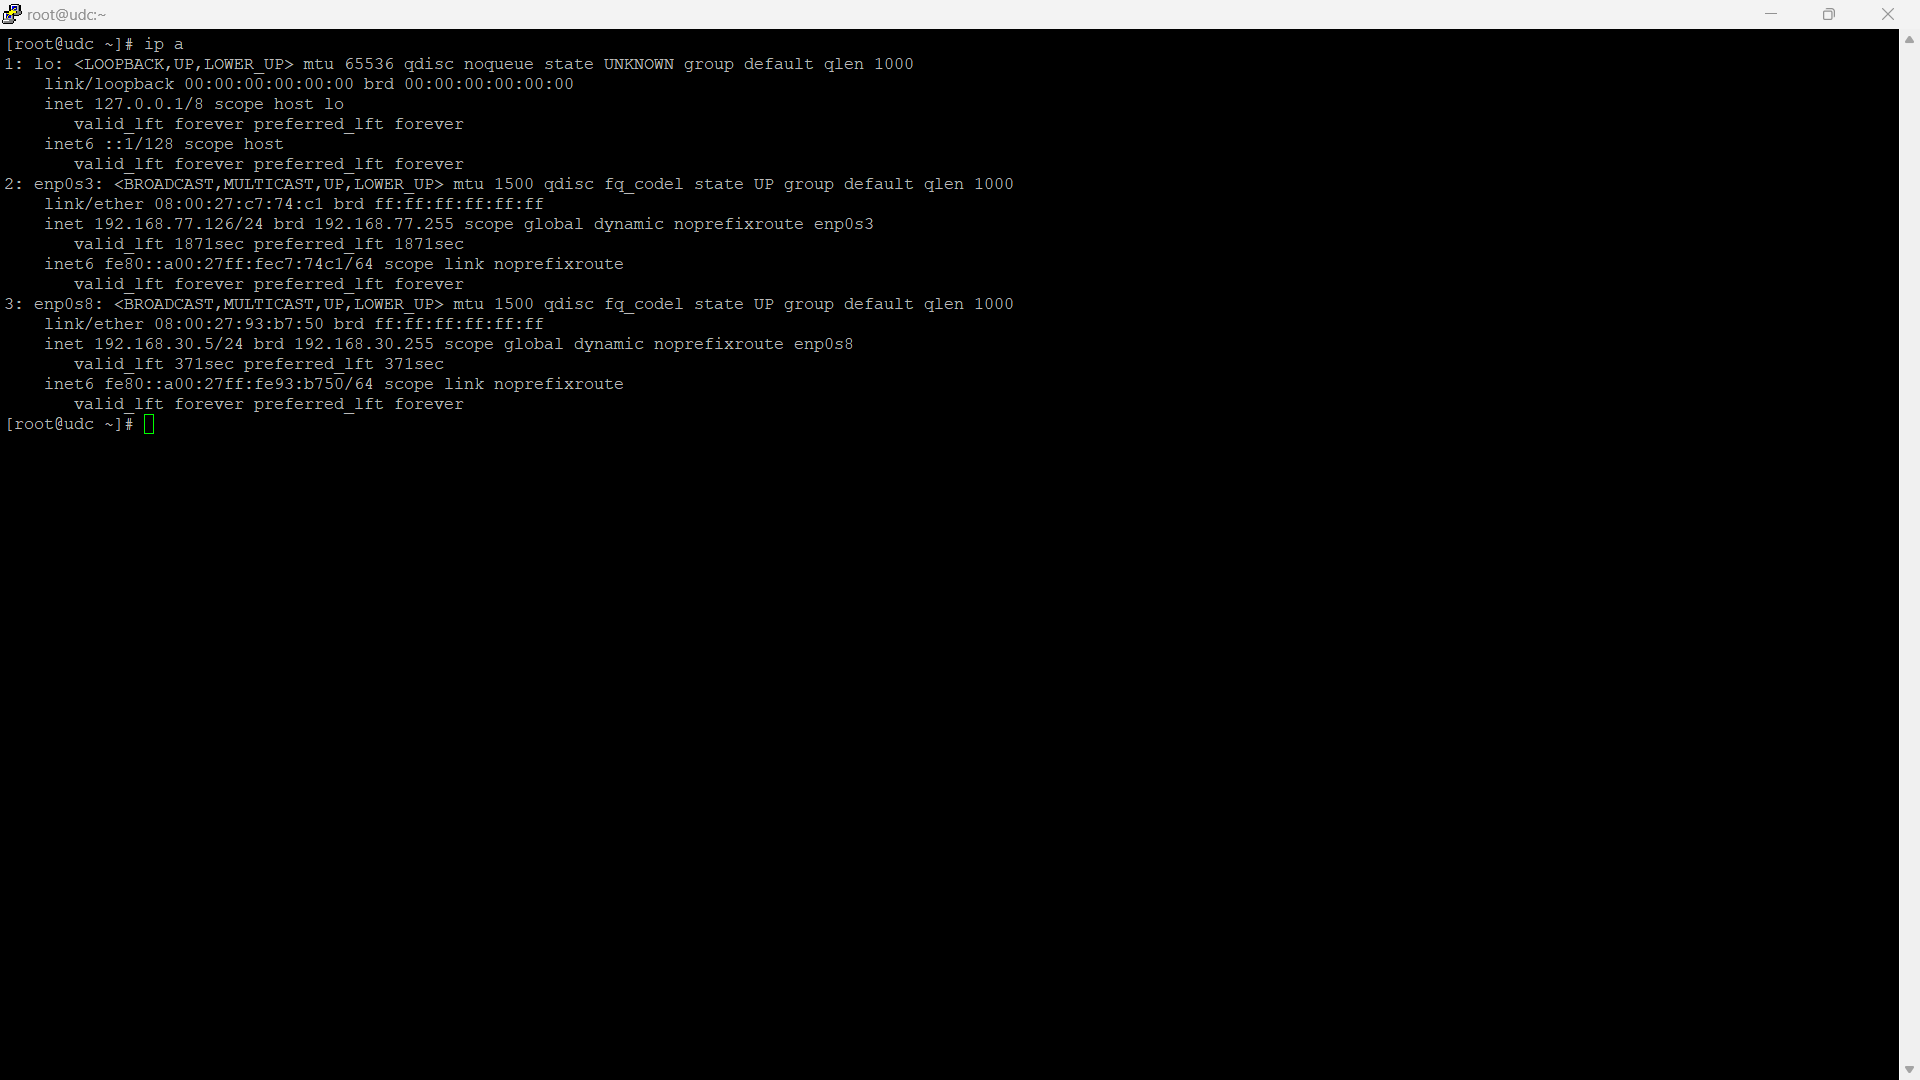 root@udc:~
[root@udc ~]# ip a
1: lo: <LOOPBACK,UP,LOWER_UP> mtu 65536 qdisc noqueue state UNKNOWN group default qlen 1000
    link/loopback 00:00:00:00:00:00 brd 00:00:00:00:00:00
    inet 127.0.0.1/8 scope host lo
       valid_lft forever preferred_lft forever
    inet6 ::1/128 scope host
       valid_lft forever preferred_lft forever
2: enp0s3: <BROADCAST,MULTICAST,UP,LOWER_UP> mtu 1500 qdisc fq_codel state UP group default qlen 1000
    link/ether 08:00:27:c7:74:c1 brd ff:ff:ff:ff:ff:ff
    inet 192.168.77.126/24 brd 192.168.77.255 scope global dynamic noprefixroute enp0s3
       valid_lft 1871sec preferred_lft 1871sec
    inet6 fe80::a00:27ff:fec7:74c1/64 scope link noprefixroute
       valid_lft forever preferred_lft forever
3: enp0s8: <BROADCAST,MULTICAST,UP,LOWER_UP> mtu 1500 qdisc fq_codel state UP group default qlen 1000
    link/ether 08:00:27:93:b7:50 brd ff:ff:ff:ff:ff:ff
    inet 192.168.30.5/24 brd 192.168.30.255 scope global dynamic noprefixroute enp0s8
       valid_lft 371sec preferred_lft 371sec
    inet6 fe80::a00:27ff:fe93:b750/64 scope link noprefixroute
       valid_lft forever preferred_lft forever
[root@udc ~]#